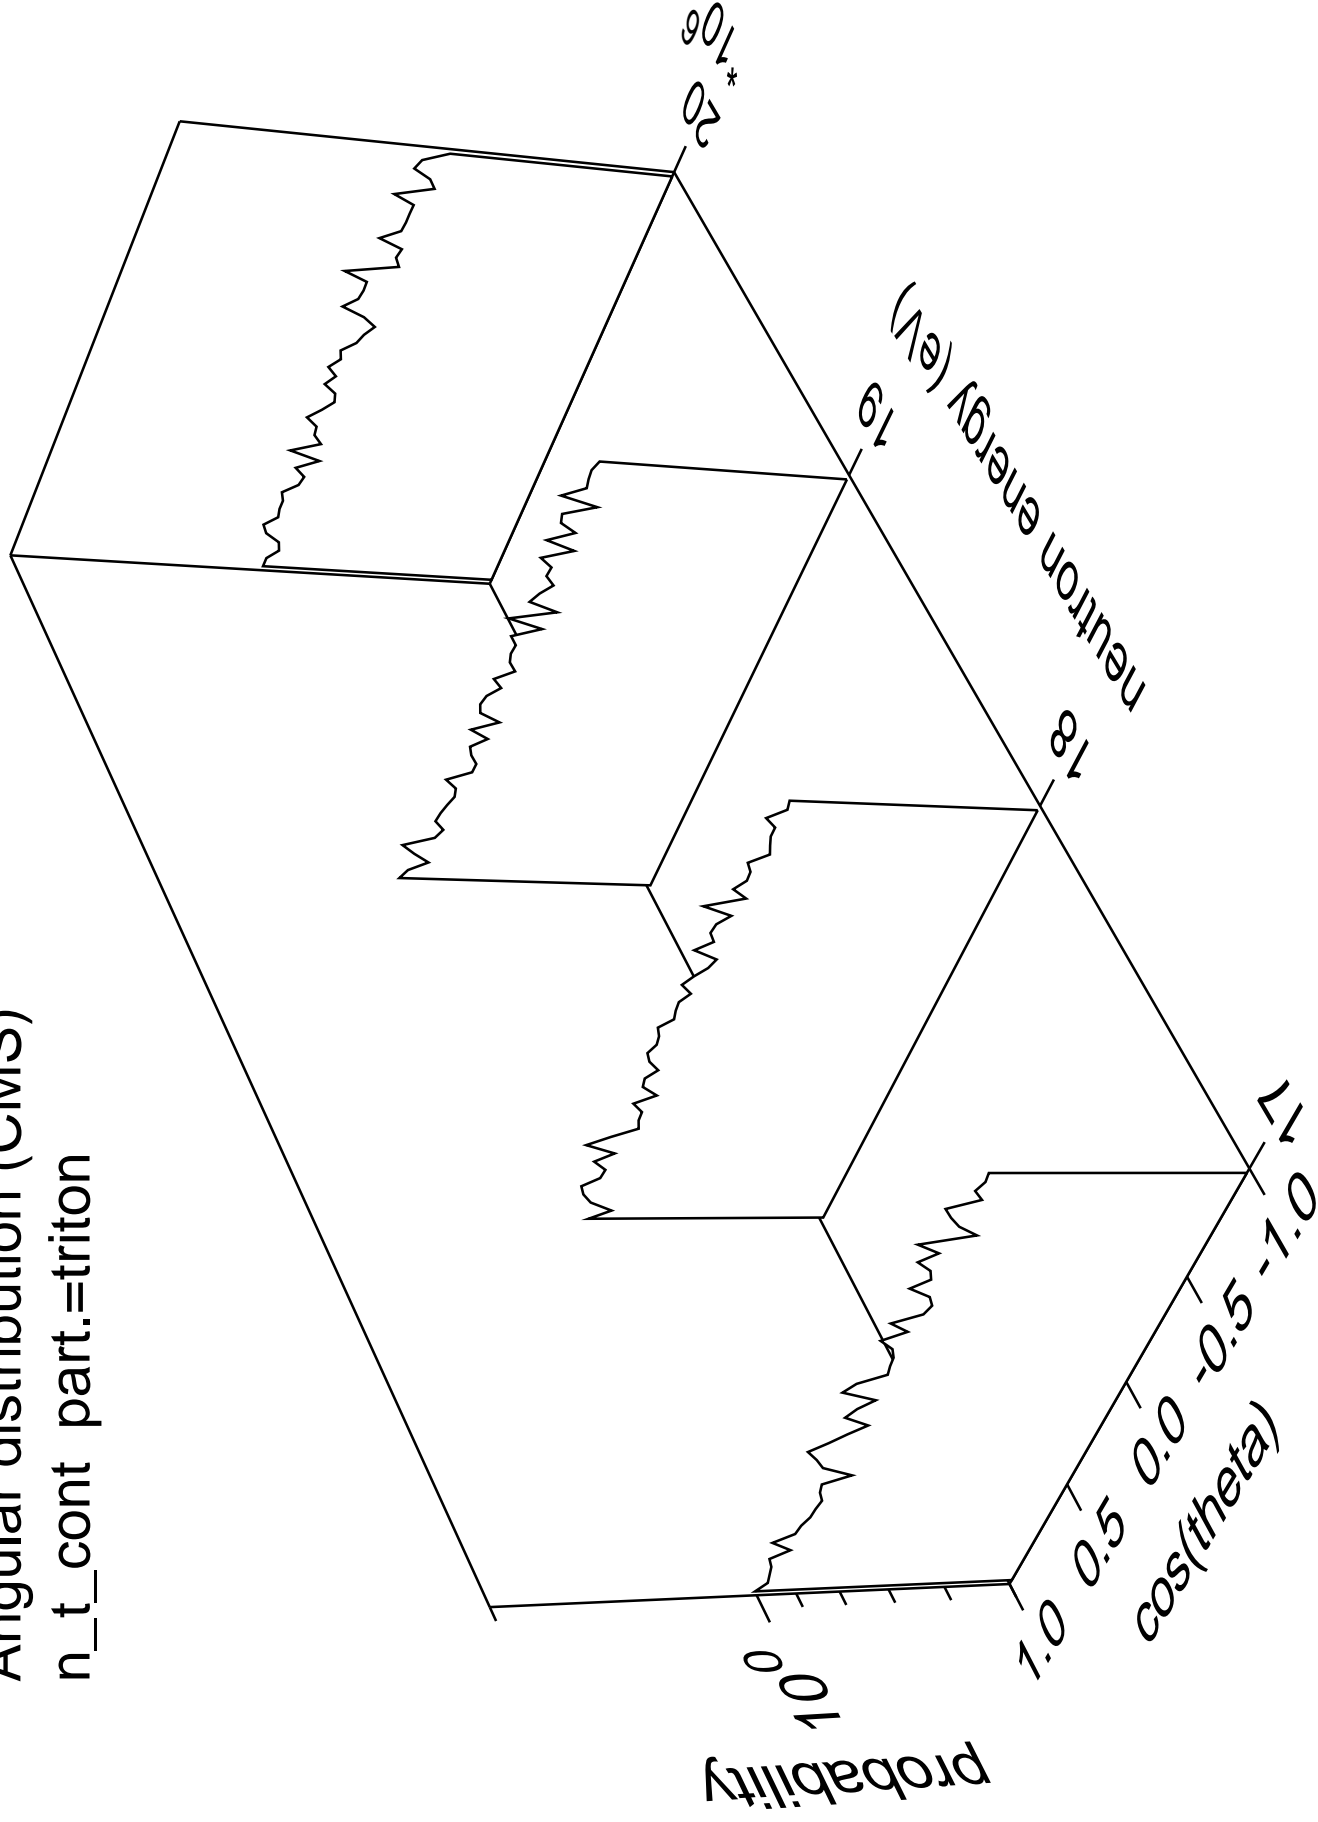 Angular distribution (CMS)
n_t_cont part.=triton
probability
10 0
1.0 0.5 0.0 -0.5 -1.0
cos(theta)
17 18 19 20
* 10 6
neutron energy (eV)